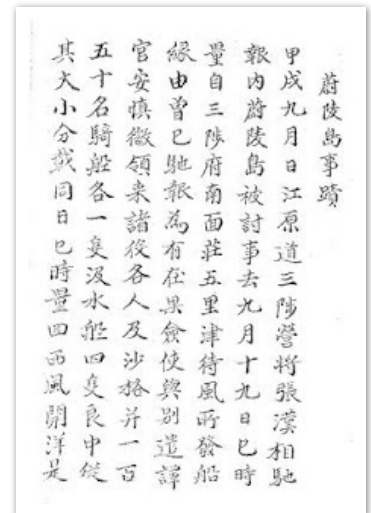 蔚陵島事蹟
甲戌九月日江原道三陟營將張漢相馳
報內蔚陵島被討事去九月十九日巳時
量自三陟府南面莊五里津待風所發船
緣由曾已馳報為有在果僉使與別遣譯
官安慎徽領来諸役各人及沙格并一百
五十名騎船各一隻汲水船四隻良中從
其大小分載同日巳時量回西風開洋是